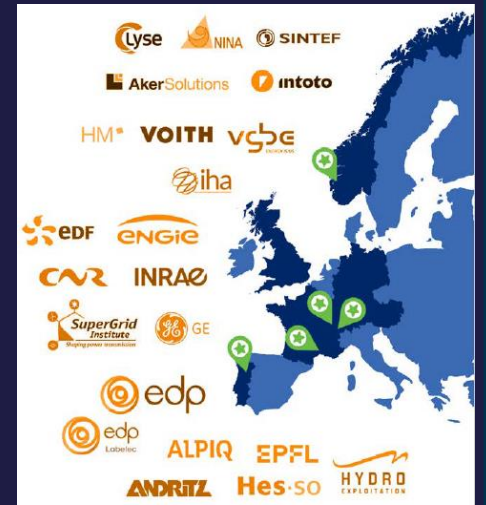 Lyse NINA SINTEF
AkerSolutions intoto
HM VOITH vgbe
iha
eDF ENGIE
CNR INRAE
SuperGrid
Institute
GE GE
edp
edp
Labelec
ALPIQ EPFL
HYDRO
EXPLOITATION
ANDRITZ Hes·so